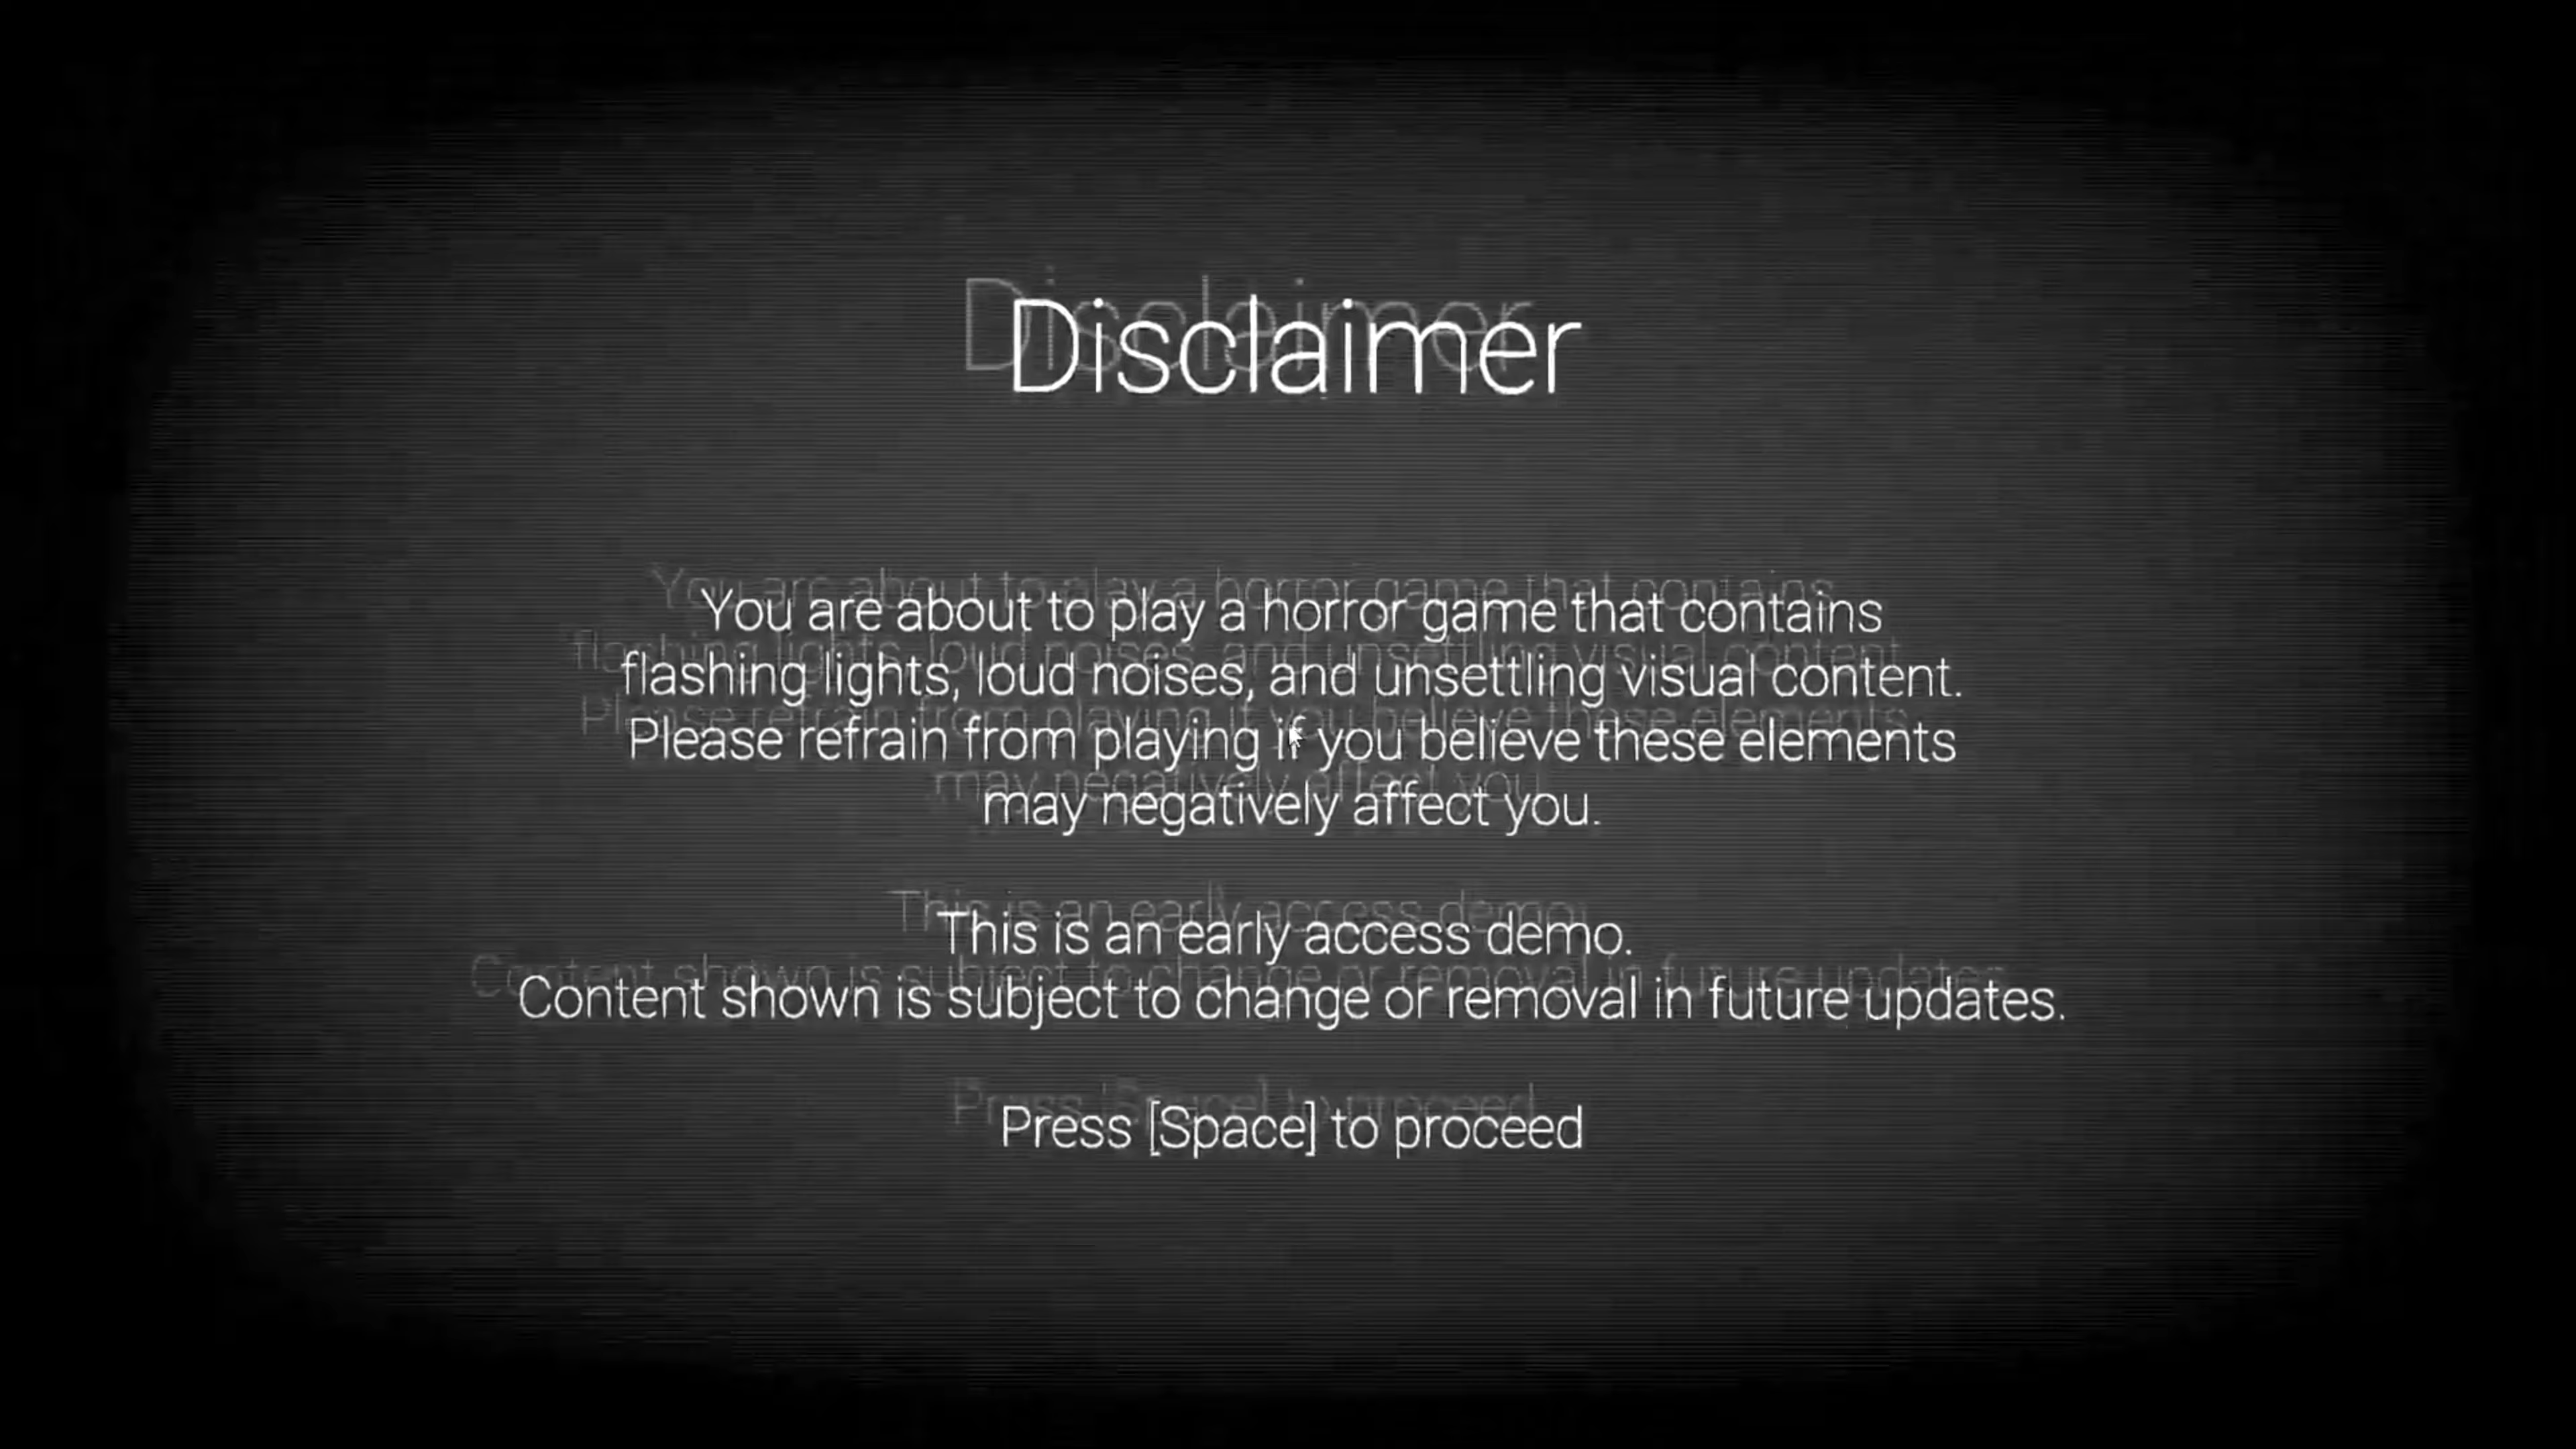 Disclaimer
You are about to play a horror game that contains
flashing lights, loud noises, and unsettling visual content.
Please refrain from playing if you believe these elements
may negatively affect you.
This is an early access demo.
Content shown is subject to change or removal in future updates.
Press [Space] to proceed